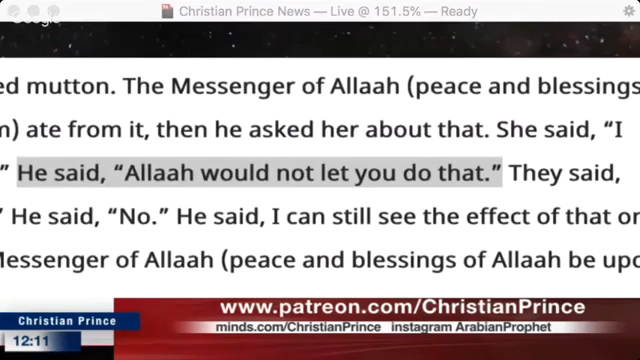 Christian Prince News — Live @ 151.5% — Ready
ed mutton. The Messenger of Allaah (peace and blessings
m) ate from it, then he asked her about that. She said, “I
” He said, “Allaah would not let you do that.” They said,
” He said, “No.” He said, I can still see the effect of that on
Messenger of Allaah (peace and blessings of Allaah be upo
www.patreon.com/ChristianPrince
Christian Prince
minds.com/ChristianPrince instagram ArabianProphet
12:11